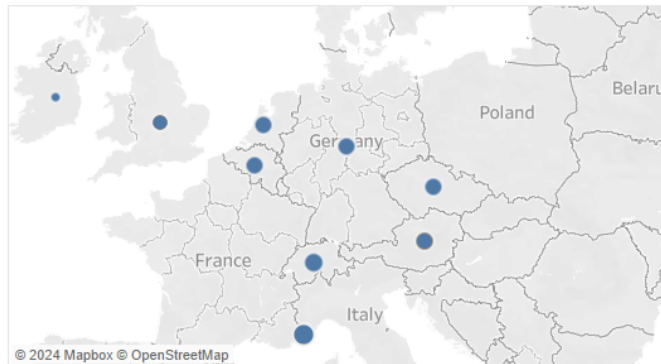 Belaru
Poland
Germany
France
Italy
© 2024 Mapbox © OpenStreetMap